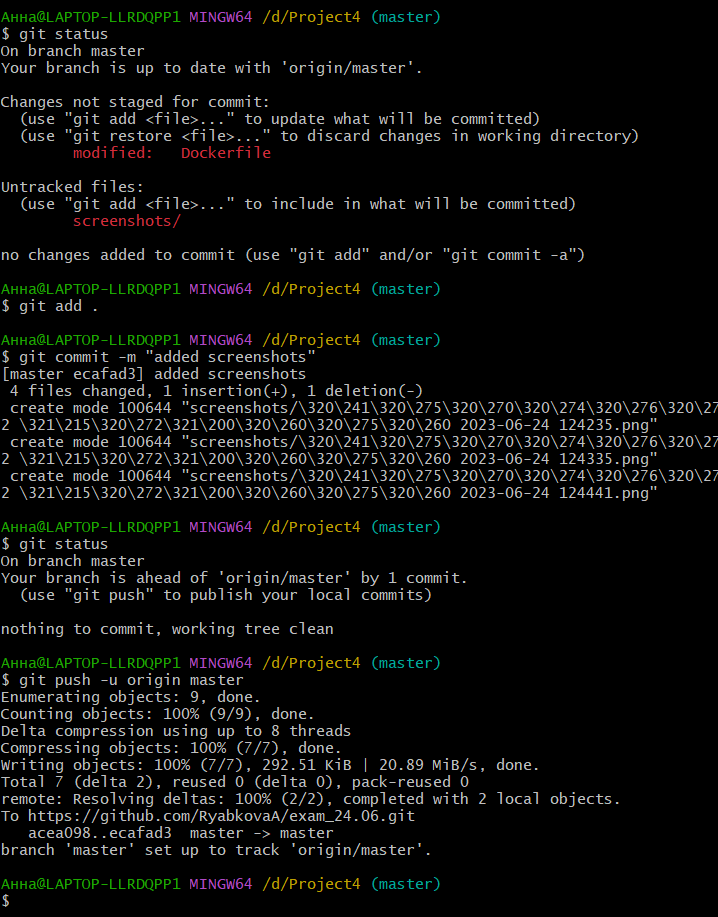 Анна@LAPTOP-LLRDQPP1 MINGW64 /d/Project4 (master)
$ git status
On branch master
Your branch is up to date with 'origin/master'.
Changes not staged for commit:
(use "git add <file>..." to update what will be committed)
(use "git restore <file>..." to discard changes in working directory)
modified:   Dockerfile
Untracked files:
(use "git add <file>..." to include in what will be committed)
screenshots/
no changes added to commit (use "git add" and/or "git commit -a")
Анна@LAPTOP-LLRDQPP1 MINGW64 /d/Project4 (master)
$ git add .
Анна@LAPTOP-LLRDQPP1 MINGW64 /d/Project4 (master)
$ git commit -m "added screenshots"
[master ecafad3] added screenshots
4 files changed, 1 insertion(+), 1 deletion(-)
create mode 100644 "screenshots/\320\241\320\275\320\270\320\274\320\276\320\27
2 \321\215\320\272\321\200\320\260\320\275\320\260 2023-06-24 124235.png"
create mode 100644 "screenshots/\320\241\320\275\320\270\320\274\320\276\320\27
2 \321\215\320\272\321\200\320\260\320\275\320\260 2023-06-24 124335.png"
create mode 100644 "screenshots/\320\241\320\275\320\270\320\274\320\276\320\27
2 \321\215\320\272\321\200\320\260\320\275\320\260 2023-06-24 124441.png"
Анна@LAPTOP-LLRDQPP1 MINGW64 /d/Project4 (master)
$ git status
On branch master
Your branch is ahead of 'origin/master' by 1 commit.
(use "git push" to publish your local commits)
nothing to commit, working tree clean
Анна@LAPTOP-LLRDQPP1 MINGW64 /d/Project4 (master)
$ git push -u origin master
Enumerating objects: 9, done.
Counting objects: 100% (9/9), done.
Delta compression using up to 8 threads
Compressing objects: 100% (7/7), done.
Writing objects: 100% (7/7), 292.51 KiB | 20.89 MiB/s, done.
Total 7 (delta 2), reused 0 (delta 0), pack-reused 0
remote: Resolving deltas: 100% (2/2), completed with 2 local objects.
To https://github.com/RyabkovaA/exam_24.06.git
acea098..ecafad3  master -> master
branch 'master' set up to track 'origin/master'.
Анна@LAPTOP-LLRDQPP1 MINGW64 /d/Project4 (master)
$